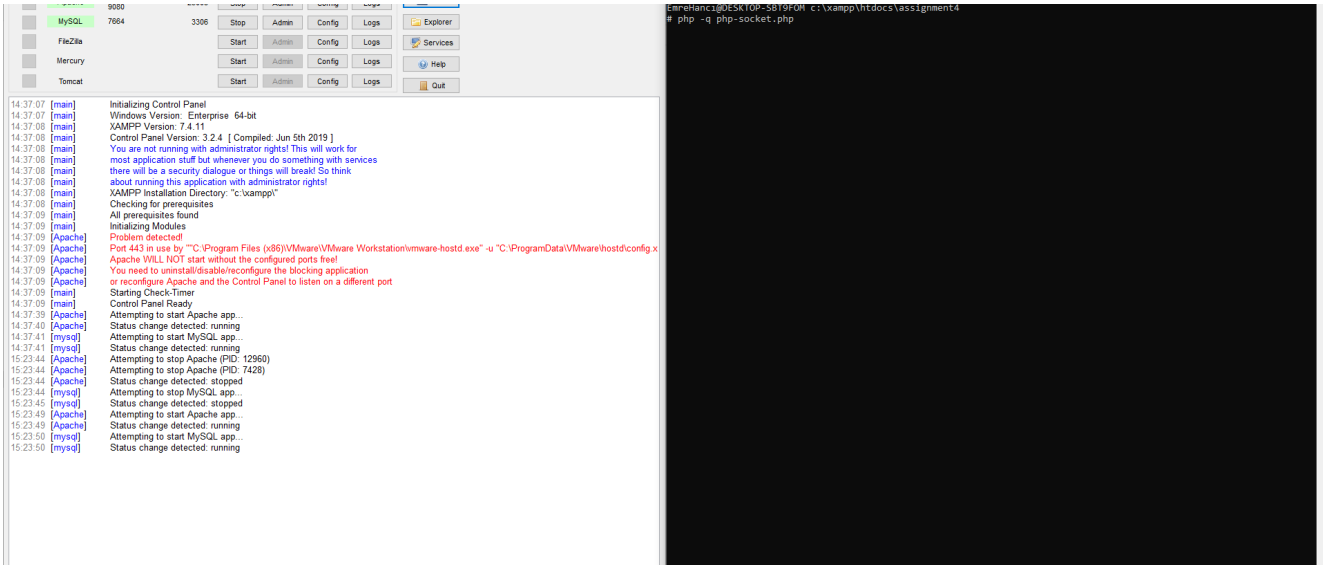 9080
MySQL 7664 3306 Stop Admin Config Logs Explorer
FileZilla Start Admin Config Logs Services
Mercury Start Admin Config Logs Help
Tomcat Start Admin Config Logs Quit
14:37:07 [main] Initializing Control Panel
14:37:07 [main] Windows Version: Enterprise 64-bit
14:37:08 [main] XAMPP Version: 7.4.11
14:37:08 [main] Control Panel Version: 3.2.4 [ Compiled: Jun 5th 2019 ]
14:37:08 [main] You are not running with administrator rights! This will work for
14:37:08 [main] most application stuff but whenever you do something with services
14:37:08 [main] there will be a security dialogue or things will break! So think
14:37:08 [main] about running this application with administrator rights!
14:37:08 [main] XAMPP Installation Directory: "c:\xampp\"
14:37:08 [main] Checking for prerequisites
14:37:09 [main] All prerequisites found
14:37:09 [main] Initializing Modules
14:37:09 [Apache] Problem detected!
14:37:09 [Apache] Port 443 in use by ""C:\Program Files (x86)\VMware\VMware Workstation\vmware-hostd.exe" -u "C:\ProgramData\VMware\hostd\config.x
14:37:09 [Apache] Apache WILL NOT start without the configured ports free!
14:37:09 [Apache] You need to uninstall/disable/reconfigure the blocking application
14:37:09 [Apache] or reconfigure Apache and the Control Panel to listen on a different port
14:37:09 [main] Starting Check-Timer
14:37:09 [main] Control Panel Ready
14:37:39 [Apache] Attempting to start Apache app...
14:37:40 [Apache] Status change detected: running
14:37:41 [mysql] Attempting to start MySQL app...
14:37:41 [mysql] Status change detected: running
15:23:44 [Apache] Attempting to stop Apache (PID: 12960)
15:23:44 [Apache] Attempting to stop Apache (PID: 7428)
15:23:44 [Apache] Status change detected: stopped
15:23:44 [mysql] Attempting to stop MySQL app...
15:23:45 [mysql] Status change detected: stopped
15:23:49 [Apache] Attempting to start Apache app...
15:23:49 [Apache] Status change detected: running
15:23:50 [mysql] Attempting to start MySQL app...
15:23:50 [mysql] Status change detected: running
EmreHanci@DESKTOP-SBT9FOM c:\xampp\htdocs\assignment4
# php -q php-socket.php